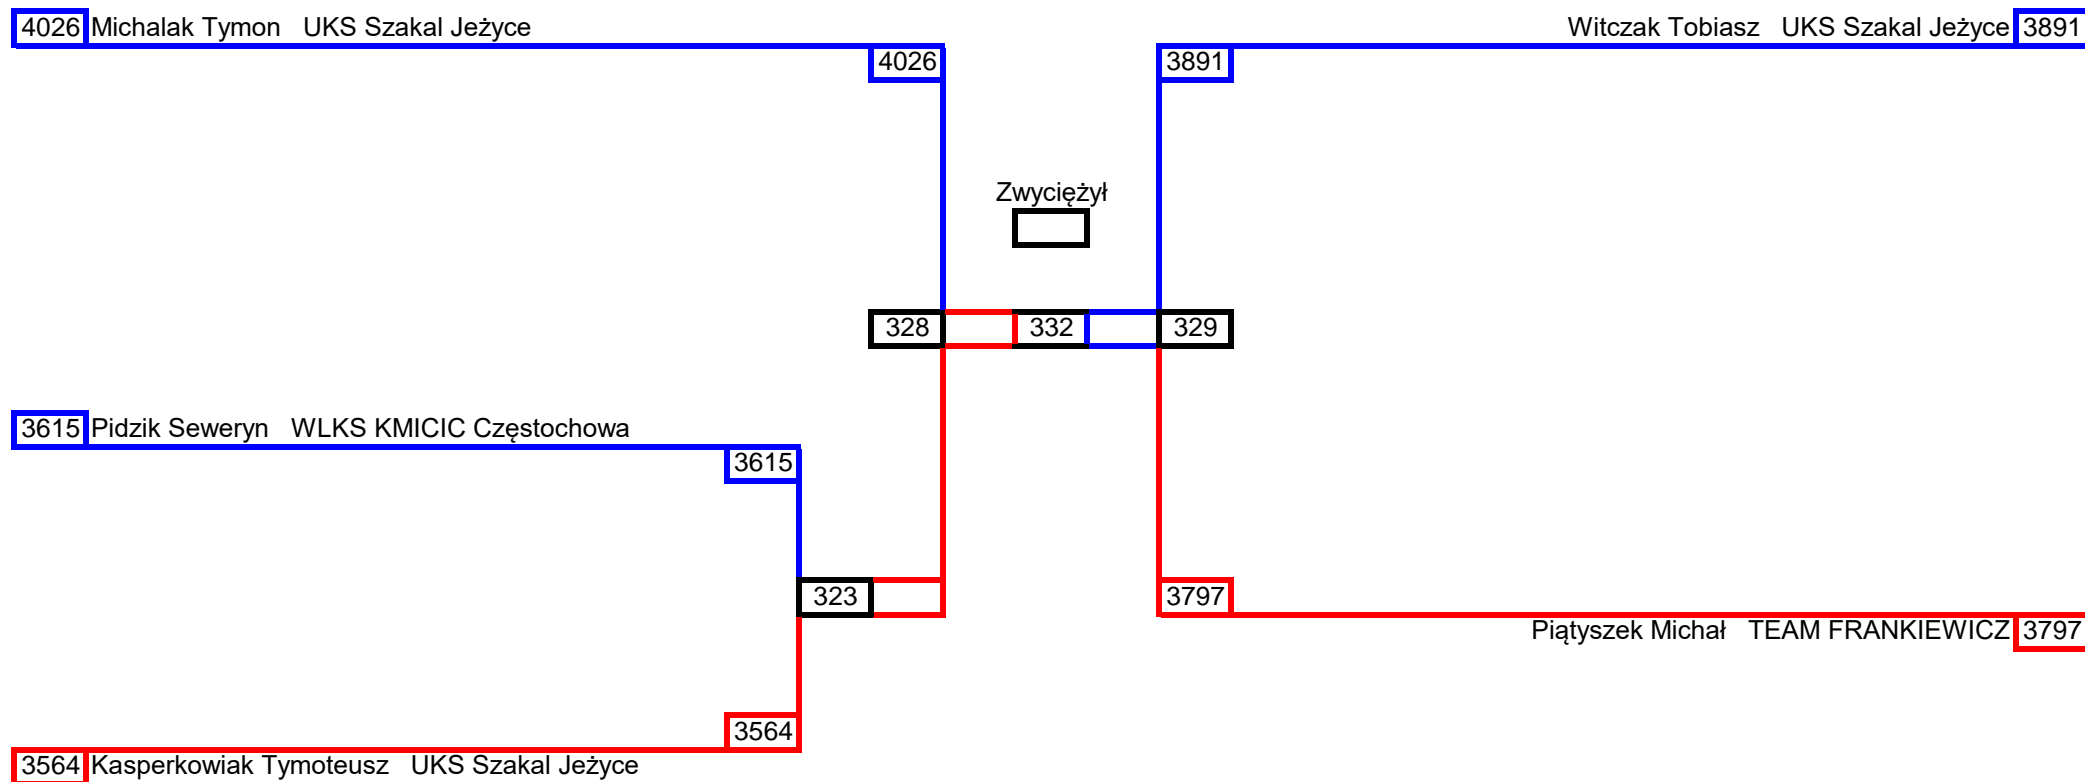 4026 Michalak Tymon UKS Szakal Jeżyce
Witczak Tobiasz UKS Szakal Jeżyce 3891
4026
3891
Zwyciężył
328
332
329
3615 Pidzik Seweryn WLKS KMICIC Częstochowa
3615
323
3797
Piątyszek Michał TEAM FRANKIEWICZ 3797
3564
3564 Kasperkowiak Tymoteusz UKS Szakal Jeżyce